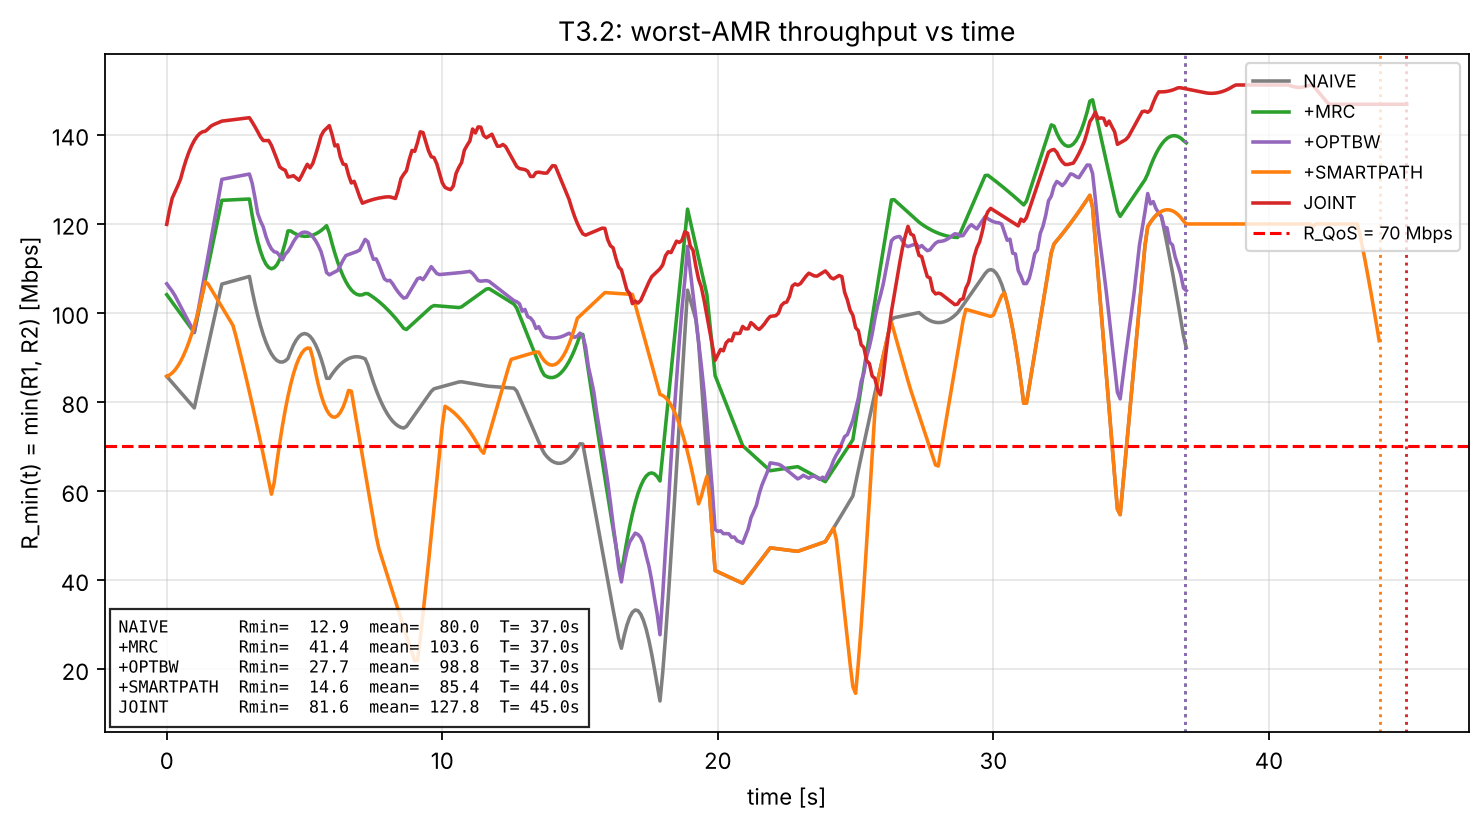 T3.2: worst-AMR throughput vs time
R_min(t) = min(R1, R2) [Mbps]
140
120
100
80
60
40
20
NAIVE
+MRC
+OPTBW
+SMARTPATH
JOINT
R_QoS = 70 Mbps
NAIVE Rmin= 12.9 mean= 80.0 T= 37.0s
+MRC Rmin= 41.4 mean= 103.6 T= 37.0s
+OPTBW Rmin= 27.7 mean= 98.8 T= 37.0s
+SMARTPATH Rmin= 14.6 mean= 85.4 T= 44.0s
JOINT Rmin= 81.6 mean= 127.8 T= 45.0s
0 10 20 30 40
time [s]